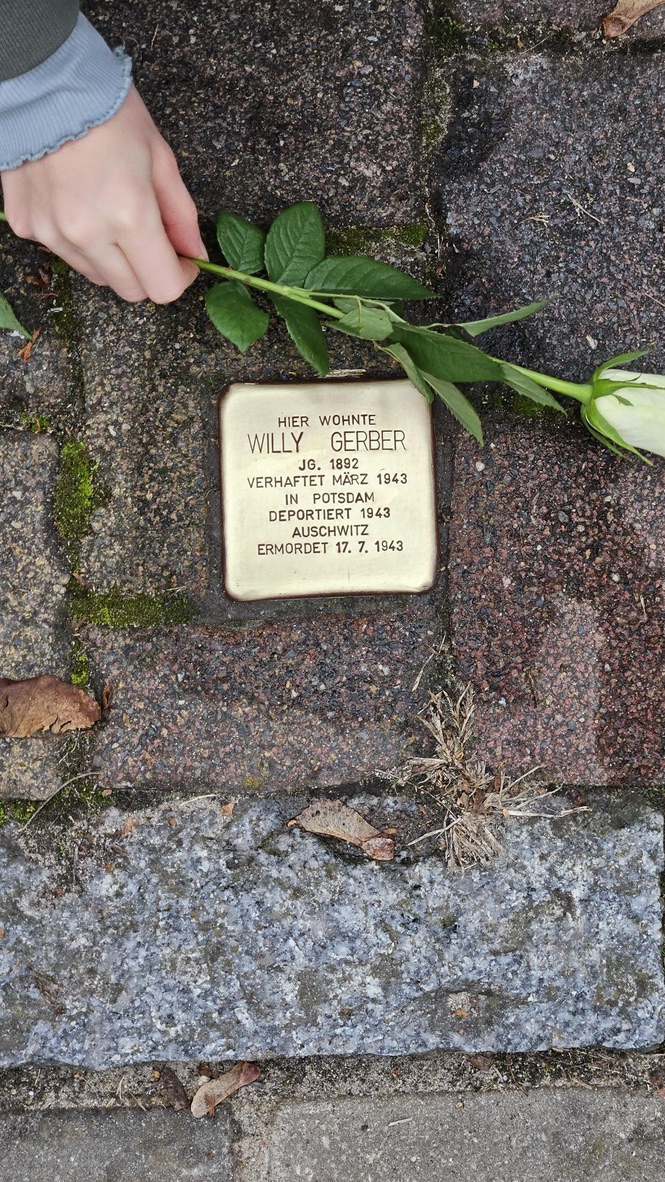 HIER WOHNTE
WILLY GERBER
JG. 1892
VERHAFTET MÄRZ 1943
IN POTSDAM
DEPORTIERT 1943
AUSCHWITZ
ERMORDET 17. 7. 1943